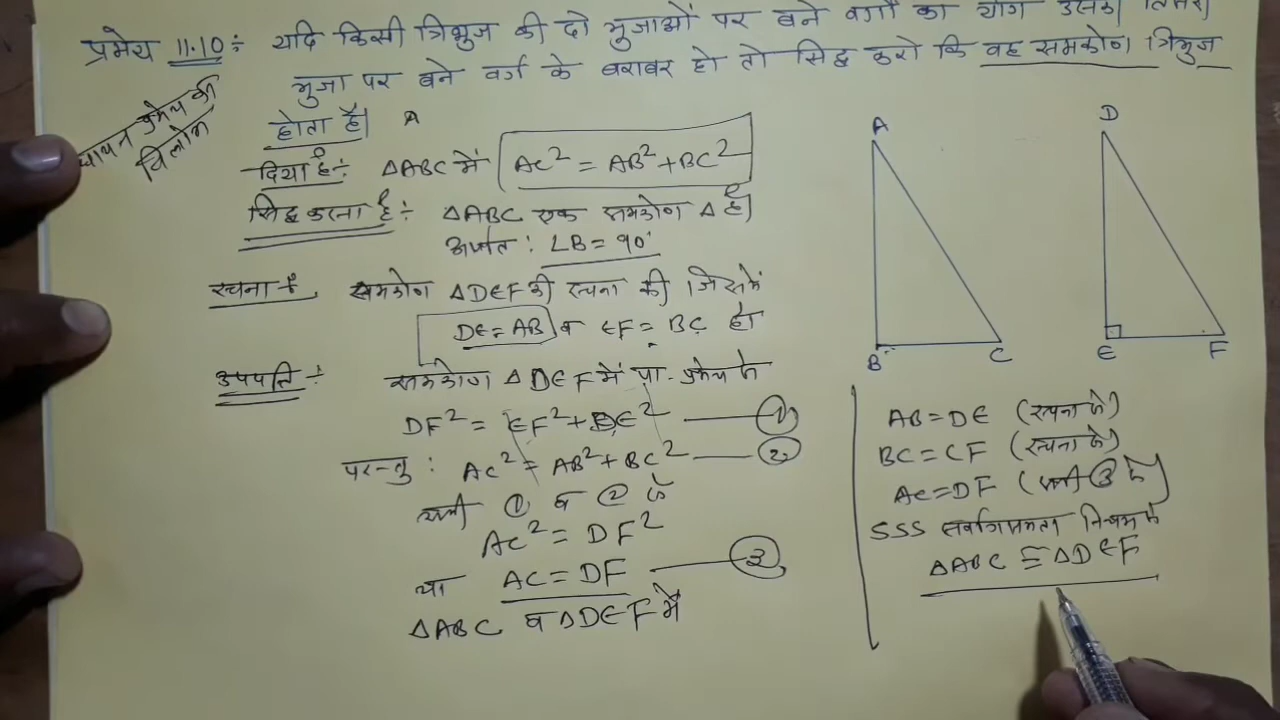 प्रमेय 11.10 ÷ यदि किसी त्रिभुज की दो भुजाओं पर बने वर्गों का योग उसकी तिसरी
भुजा पर बने वर्ग के बराबर हो तो सिद्ध करो कि वह समकोण त्रिभुज
होता है। A
प्रमेय की
विलोम
दिया है ÷ ΔABC में AC² = AB² + BC²
सिद्ध करना है ÷ ΔABC एक समकोण Δ है।
अर्थात : ∠B = 90°
रचना ÷ समकोण ΔDEF की रचना की जिसमें
DE = AB व EF = BC हो
उपपत्ति ÷ समकोण ΔDEF में पा. प्रमेय से
DF² = EF² + DE² ① 
परन्तु : AC² = AB² + BC² ②
समी ① व ② से
AC² = DF²
या AC = DF ③
ΔABC व ΔDEF में
A
B
C
D
E
F
AB = DE (रचना से)
BC = CF (रचना से)
AC = DF (समी ③ से)
SSS सर्वांगसमता नियम से
ΔABC ≅ ΔDEF